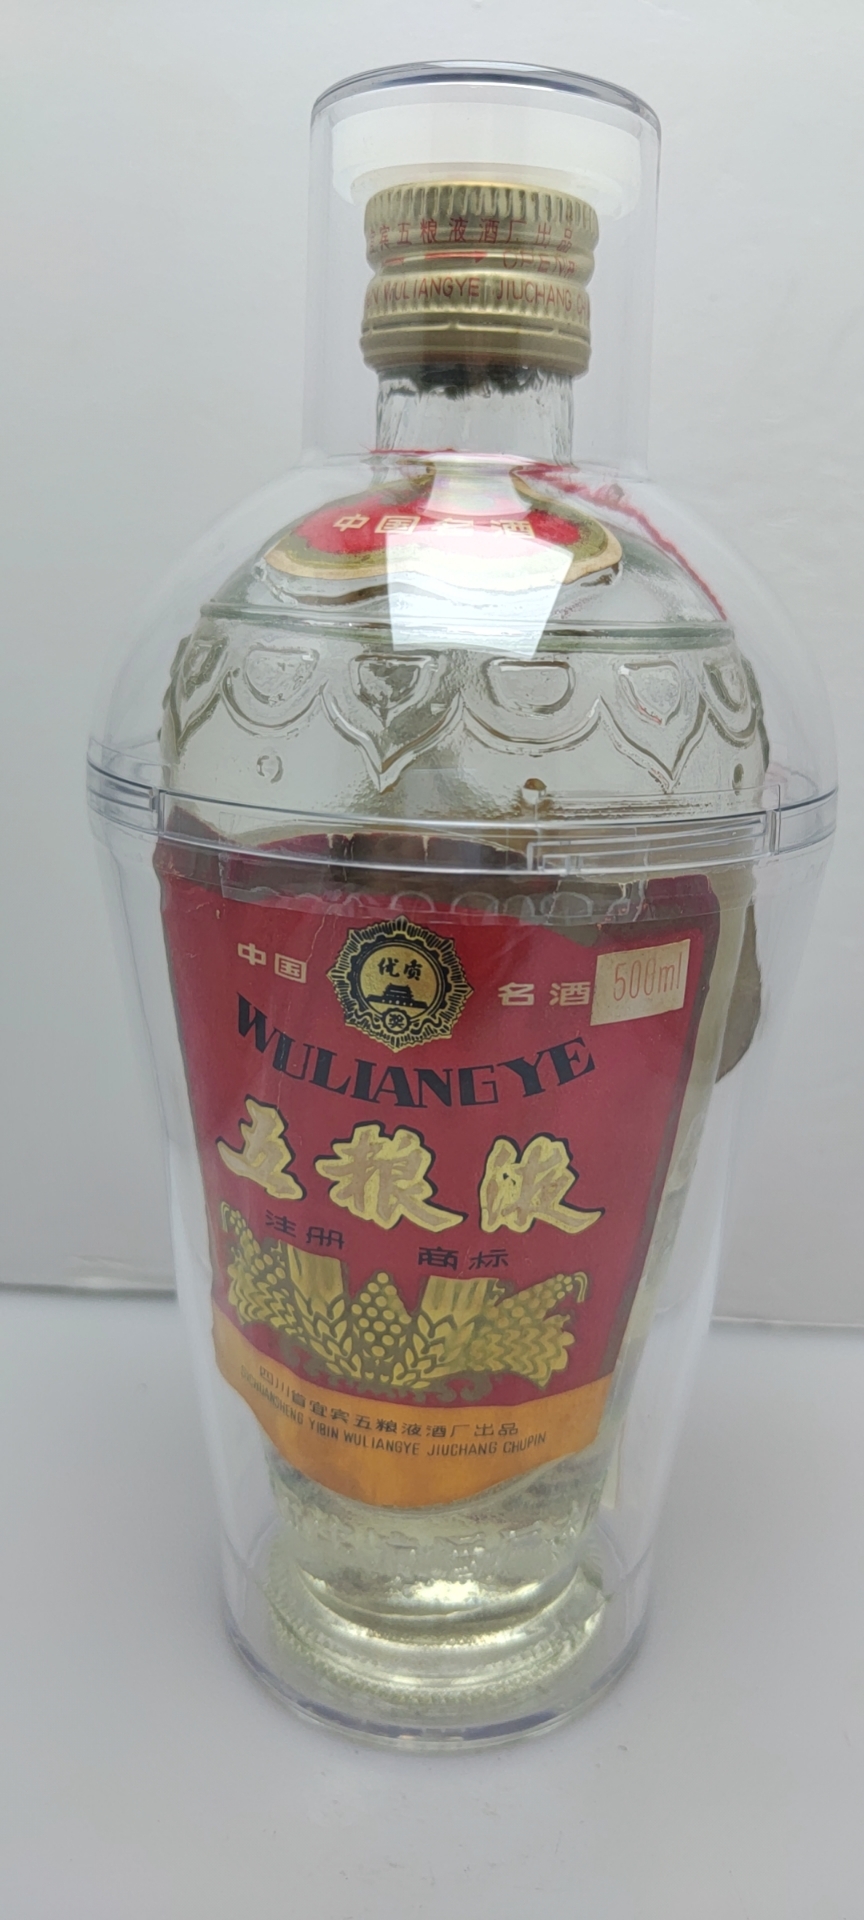 宾五粮液酒厂出品
OPEN
WULIANGYE JIUCHANG
中国名酒
优质
奖
中国
名酒
500ml
WULIANGYE
五粮液
注册
商标
四川省宜宾五粮液酒厂出品
SICHUANSHENG YIBIN WULIANGYE JIUCHANG CHUPIN